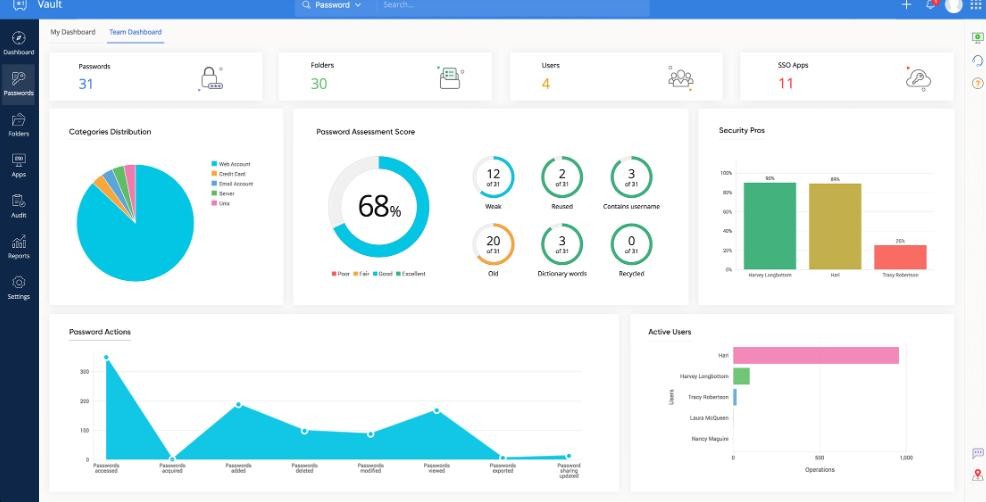 Vault
Password
Search...
My Dashboard
Team Dashboard
Dashboard
Passwords
Folders
Apps
Audit
Reports
Settings
Passwords
31
Folders
30
Users
4
SSO Apps
11
Categories Distribution
Web Account
Credit Card
Email Account
Server
Unix
Password Assessment Score
68%
Poor Fair Good Excellent
12
of 31
Weak
2
of 31
Reused
3
of 31
Contains username
20
of 31
Old
3
of 31
Dictionary words
0
of 31
Recycled
Security Pros
100%
80%
60%
40%
20%
0%
90%
89%
26%
Harvey Longbottom
Hari
Tracy Robertson
Password Actions
300
200
100
0
Passwords
accessed
Passwords
acquired
Passwords
added
Passwords
deleted
Passwords
modified
Passwords
viewed
Passwords
exported
Password
sharing
updated
Active Users
Users
Hari
Harvey Longbottom
Tracy Robertson
Laura McQueen
Nancy Maguire
0
500
1,000
Operations